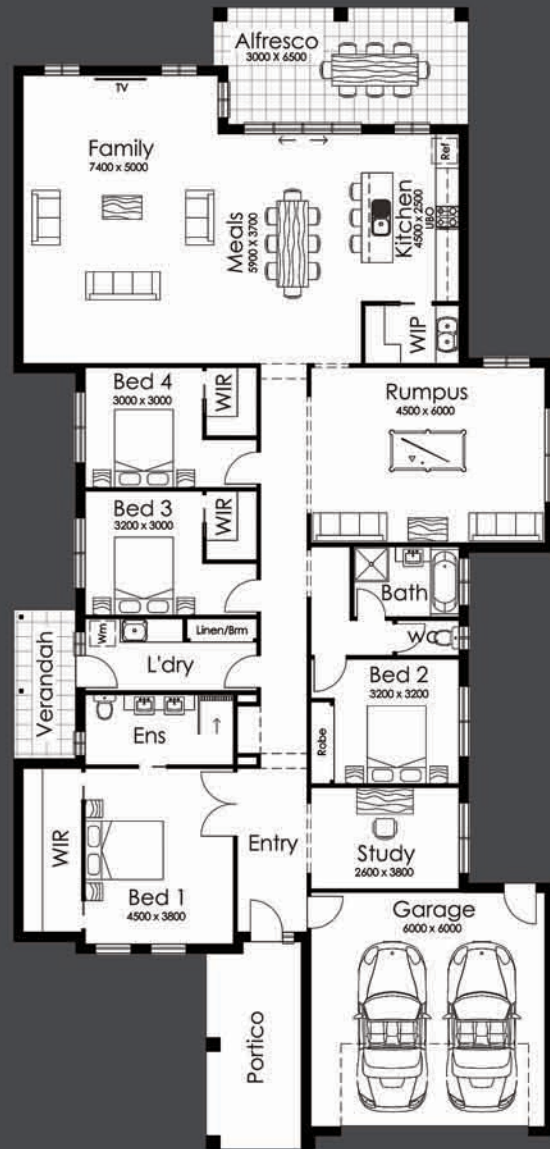 Alfresco
3000 X 6500
TV
Family
7400 x 5000
Meals
5900 X 3700
Kitchen
4500 x 2500
UBO
Ref
WIP
Bed 4
3000 x 3000
WIR
Rumpus
4500 x 6000
Bed 3
3200 x 3000
WIR
Bath
Wm
Linen/Brm
L'dry
WC
Verandah
Bed 2
3200 x 3200
Robe
Ens
WIR
Bed 1
4500 x 3800
Entry
Study
2600 x 3800
Garage
6000 x 6000
Portico